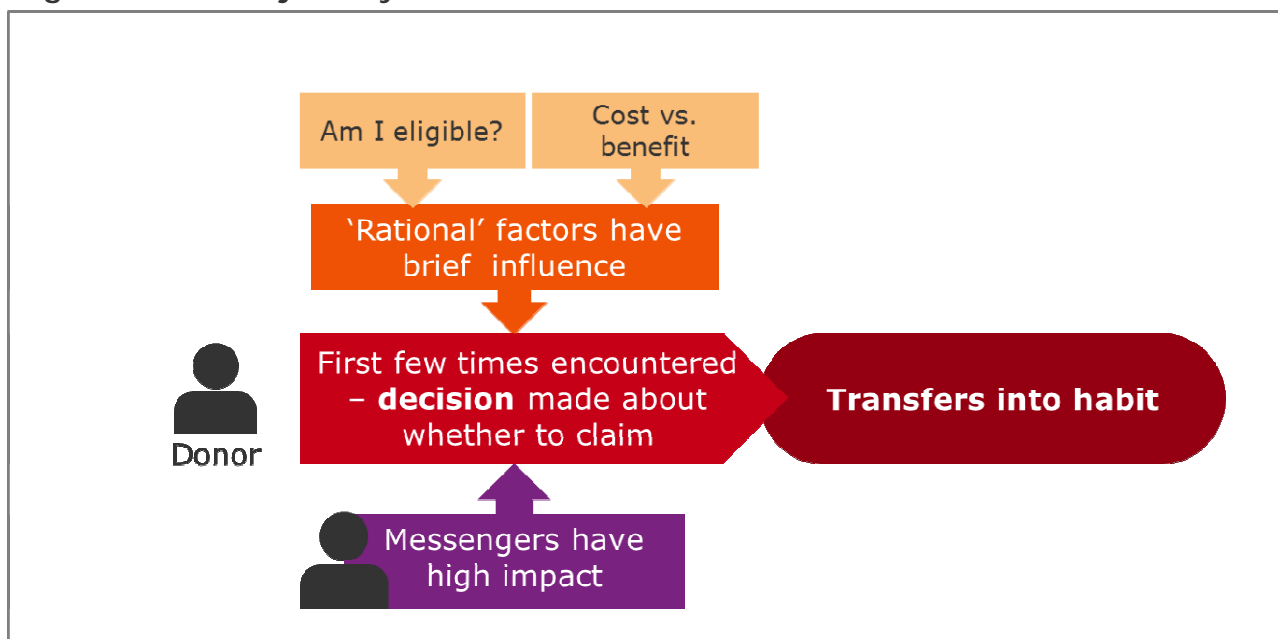 Am I eligible?
Cost vs.
benefit
‘Rational’ factors have
brief influence
First few times encountered
– decision made about
whether to claim
Transfers into habit
Donor
Messengers have
high impact